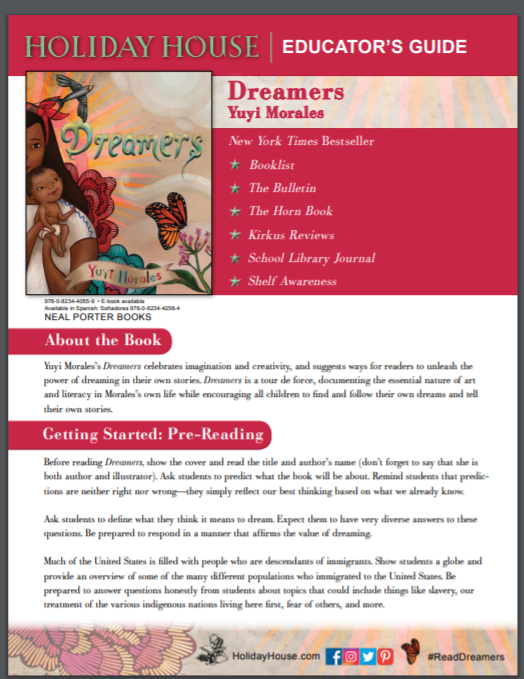 HOLIDAY HOUSE | EDUCATOR'S GUIDE
Dreamers
Yuyi Morales
Dreamers
Yuyi Morales
New York Times Bestseller
★ Booklist
★ The Bulletin
★ The Horn Book
★ Kirkus Reviews
★ School Library Journal
★ Shelf Awareness
978-0-8234-4055-9 • E-book available
Available in Spanish: Soñadores 978-0-8234-4258-4
NEAL PORTER BOOKS
About the Book
Yuyi Morales's Dreamers celebrates imagination and creativity, and suggests ways for readers to unleash the
power of dreaming in their own stories. Dreamers is a tour de force, documenting the essential nature of art
and literacy in Morales's own life while encouraging all children to find and follow their own dreams and tell
their own stories.
Getting Started: Pre-Reading
Before reading Dreamers, show the cover and read the title and author's name (don't forget to say that she is
both author and illustrator). Ask students to predict what the book will be about. Remind students that predic-
tions are neither right nor wrong—they simply reflect our best thinking based on what we already know.
Ask students to define what they think it means to dream. Expect them to have very diverse answers to these
questions. Be prepared to respond in a manner that affirms the value of dreaming.
Much of the United States is filled with people who are descendants of immigrants. Show students a globe and
provide an overview of some of the many different populations who immigrated to the United States. Be
prepared to answer questions honestly from students about topics that could include things like slavery, our
treatment of the various indigenous nations living here first, fear of others, and more.
HolidayHouse.com
#ReadDreamers